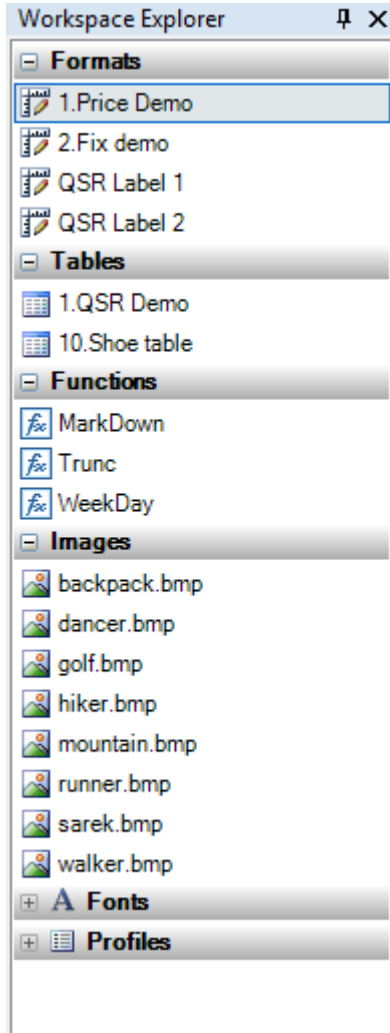 Workspace Explorer
Formats
1.Price Demo
2.Fix demo
QSR Label 1
QSR Label 2
Tables
1.QSR Demo
10.Shoe table
Functions
MarkDown
Trunc
WeekDay
Images
backpack.bmp
dancer.bmp
golf.bmp
hiker.bmp
mountain.bmp
runner.bmp
sarek.bmp
walker.bmp
Fonts
Profiles